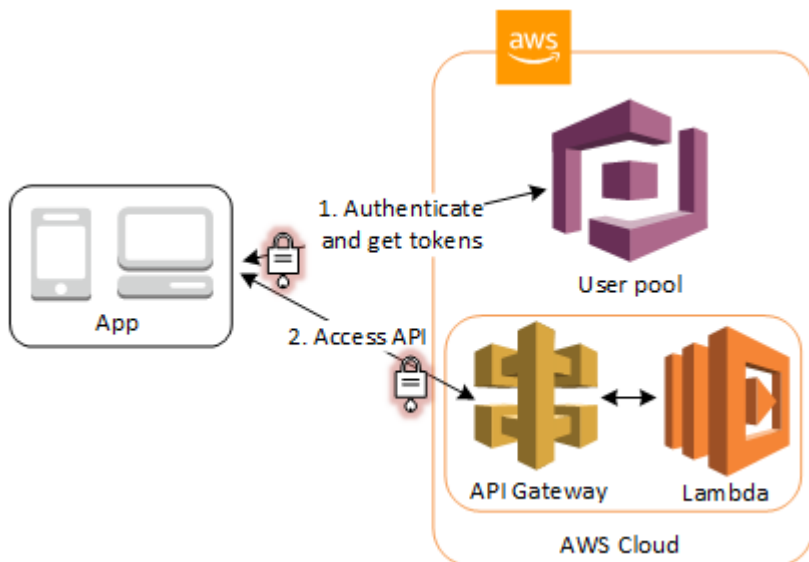 aws
1. Authenticate
and get tokens
User pool
App
2. Access API
API Gateway
Lambda
AWS Cloud